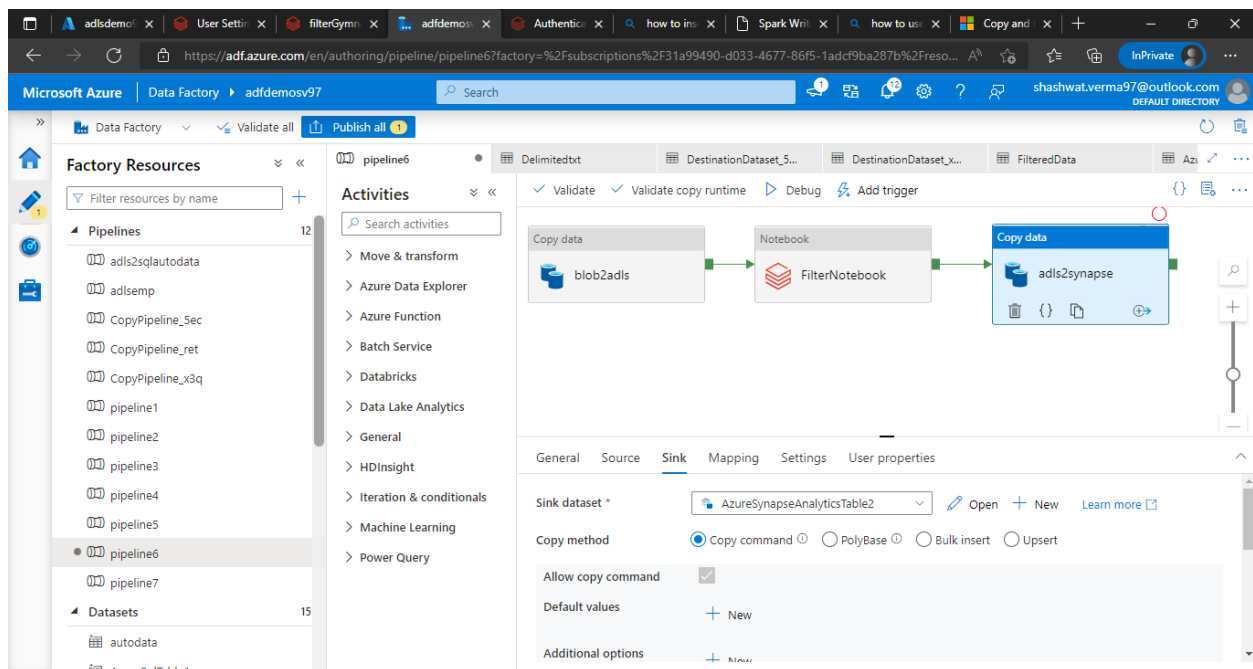 adlsdemo
User Settin
filterGymn
adfdemosv
Authentica
how to ins
Spark Writ
how to use
Copy and
https://adf.azure.com/en/authoring/pipeline/pipeline6?factory=%2Fsubscriptions%2F31a99490-d033-4677-86f5-1adcf9ba287b%2Freso...
InPrivate
Microsoft Azure
Data Factory
adfdemosv97
Search
1
12
shashwat.verma97@outlook.com
DEFAULT DIRECTORY
Data Factory
Validate all
Publish all 1
1
Factory Resources
Filter resources by name
Pipelines 12
adls2sqlautodata
adlsemp
CopyPipeline_5ec
CopyPipeline_ret
CopyPipeline_x3q
pipeline1
pipeline2
pipeline3
pipeline4
pipeline5
pipeline6
pipeline7
Datasets 15
autodata
pipeline6
Delimitedtxt
DestinationDataset_5...
DestinationDataset_x...
FilteredData
Azu
Activities
Search activities
Move & transform
Azure Data Explorer
Azure Function
Batch Service
Databricks
Data Lake Analytics
General
HDInsight
Iteration & conditionals
Machine Learning
Power Query
Validate
Validate copy runtime
Debug
Add trigger
Copy data
blob2adls
Notebook
FilterNotebook
Copy data
adls2synapse
General
Source
Sink
Mapping
Settings
User properties
Sink dataset *
AzureSynapseAnalyticsTable2
Open
New
Learn more
Copy method
Copy command
PolyBase
Bulk insert
Upsert
Allow copy command
Default values
New
Additional options
New